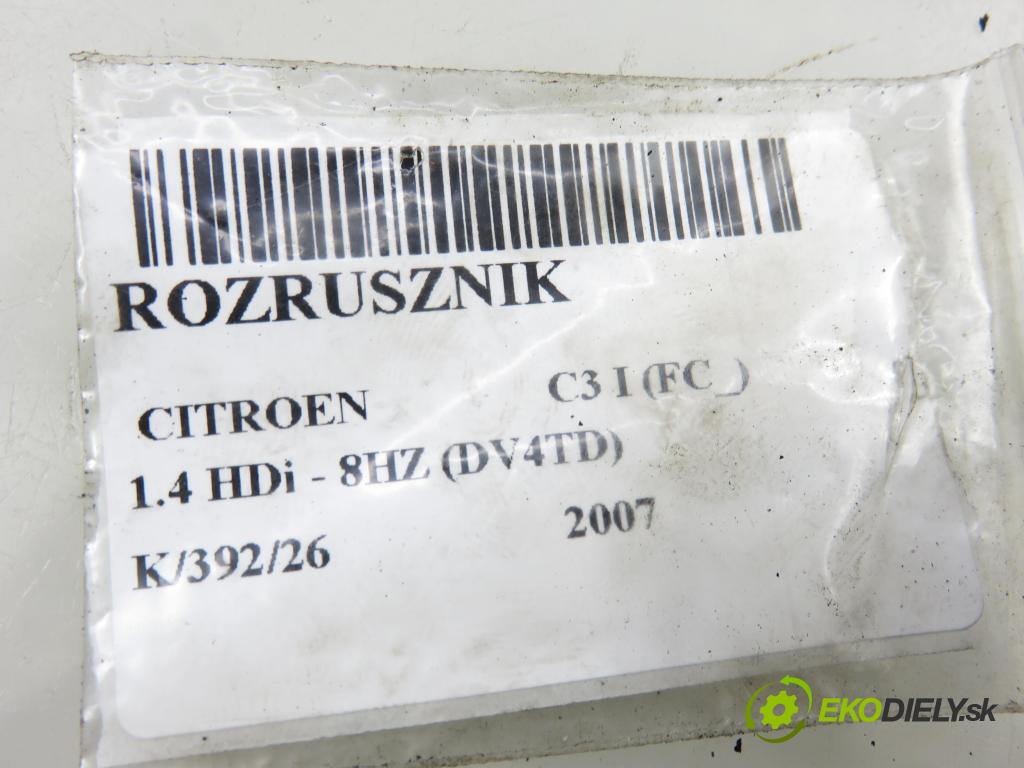 ROZRUSZNIK
CITROEN C3 I (FC_)
1.4 HDi - 8HZ (DV4TD)
K/392/26 2007
EKODIELY.sk